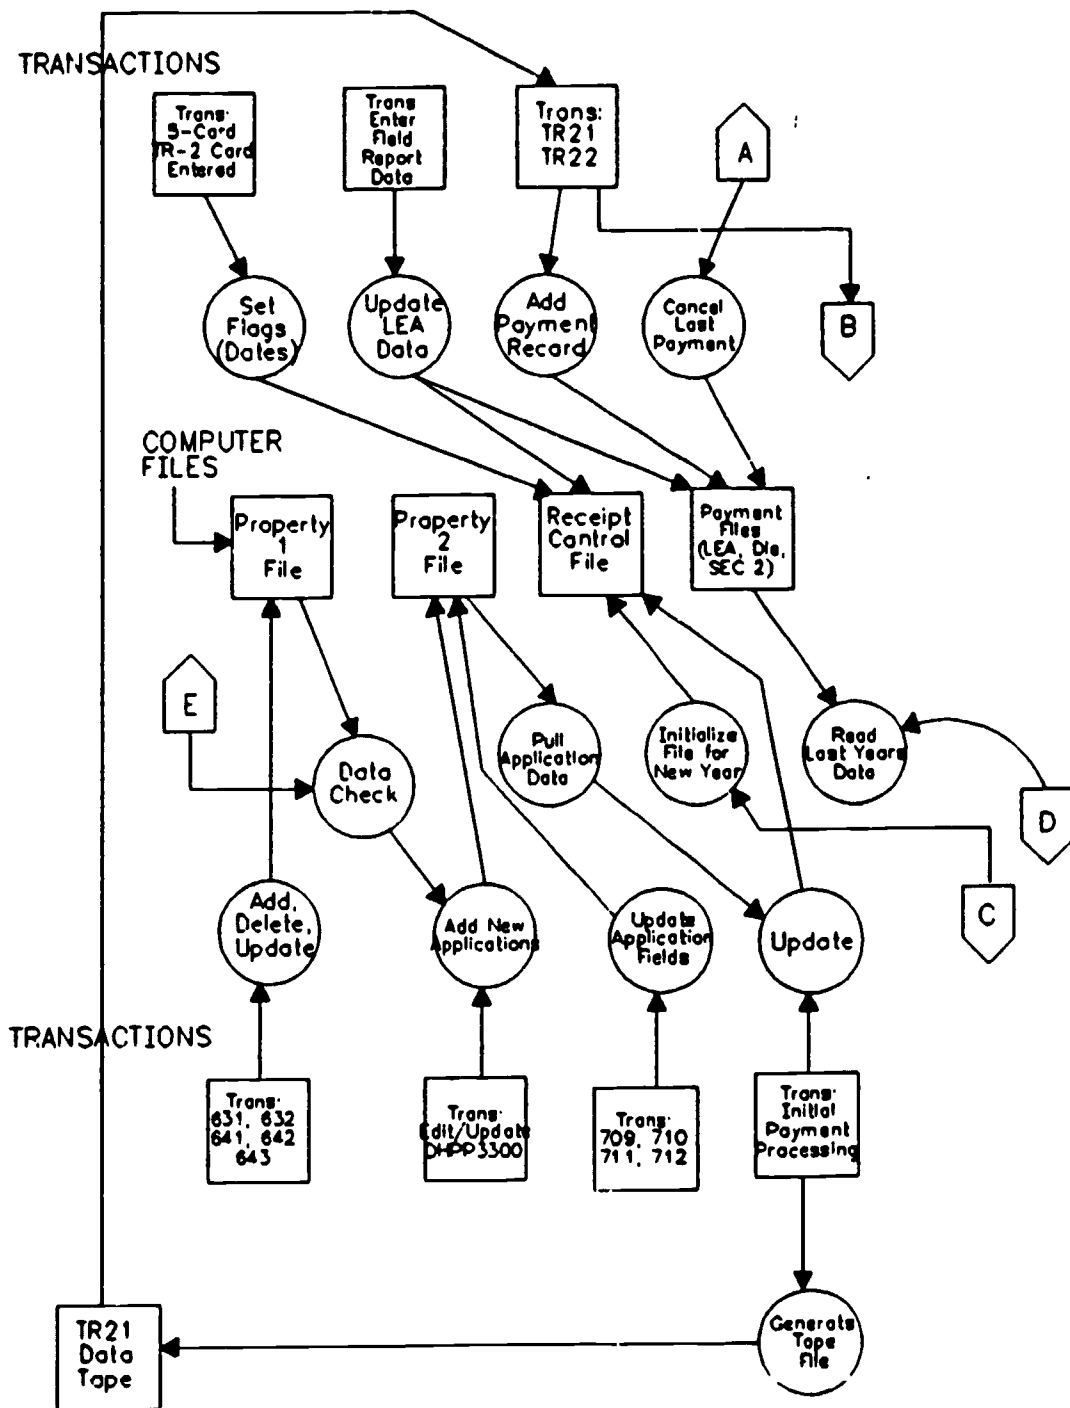 TRANSACTIONS
Trans:
5-Card
TR-2 Card
Entered
Trans
Enter
Field
Report
Data
Trans:
TR21
TR22
A
Set
Flags
(Dates)
Update
LEA
Data
Add
Payment
Record
Cancel
Last
Payment
B
COMPUTER
FILES
Property
1
File
Property
2
File
Receipt
Control
File
Payment
Files
(LEA, Dis,
SEC 2)
E
Data
Check
Pull
Application
Data
Initialize
File for
New Year
Read
Last Years
Data
D
Add,
Delete,
Update
Add New
Applications
Update
Application
Fields
Update
C
TRANSACTIONS
Trans:
631, 632
641, 642
643
Trans:
Edit/Update
DHPP3300
Trans:
709, 710
711, 712
Trans:
Initial
Payment
Processing
TR21
Data
Tape
Generate
Tape
File